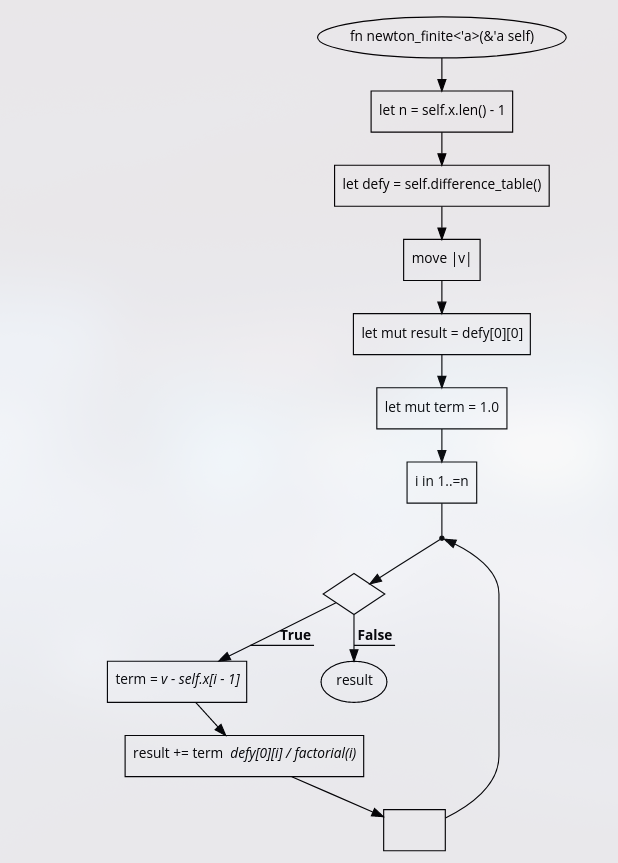 fn newton_finite<'a>(&'a self)
let n = self.x.len() - 1
let defy = self.difference_table()
move |v|
let mut result = defy[0][0]
let mut term = 1.0
i in 1..=n
True
False
term = v - self.x[i - 1]
result
result += term defy[0][i] / factorial(i)